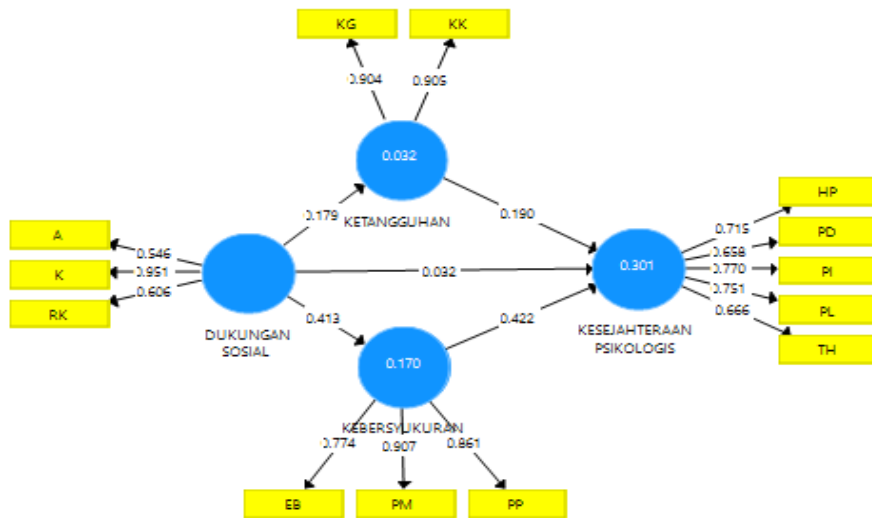 KG
KK
0.904
0.905
0.032
KETANGGUHAN
0.179
0.190
HP
A
0.546
0.715
PD
0.658
K
0.951
0.032
0.301
0.770
PI
RK
0.606
0.751
PL
DUKUNGAN
SOSIAL
0.413
0.422
KESEJAHTERAAN
PSIKOLOGIS
0.666
TH
0.170
KEBERSYUKURAN
0.774
0.907
0.861
EB
PM
PP